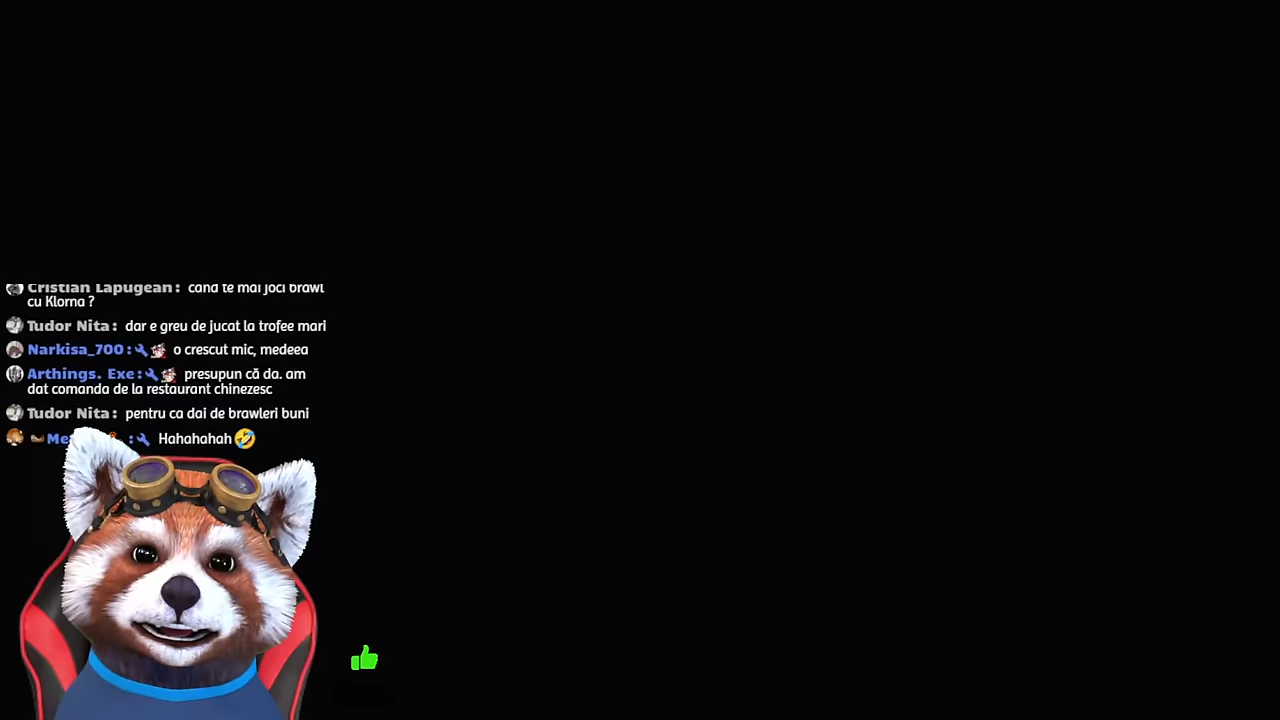 Cristian Lapugean: cand te mai joci brawl
cu Klorna ?
Tudor Nita: dar e greu de jucat la trofee mari
Narkisa_700: o crescut mic, medeea
Arthings. Exe: presupun că da. am
dat comanda de la restaurant chinezesc
Tudor Nita: pentru ca dai de brawleri buni
: Hahahahah